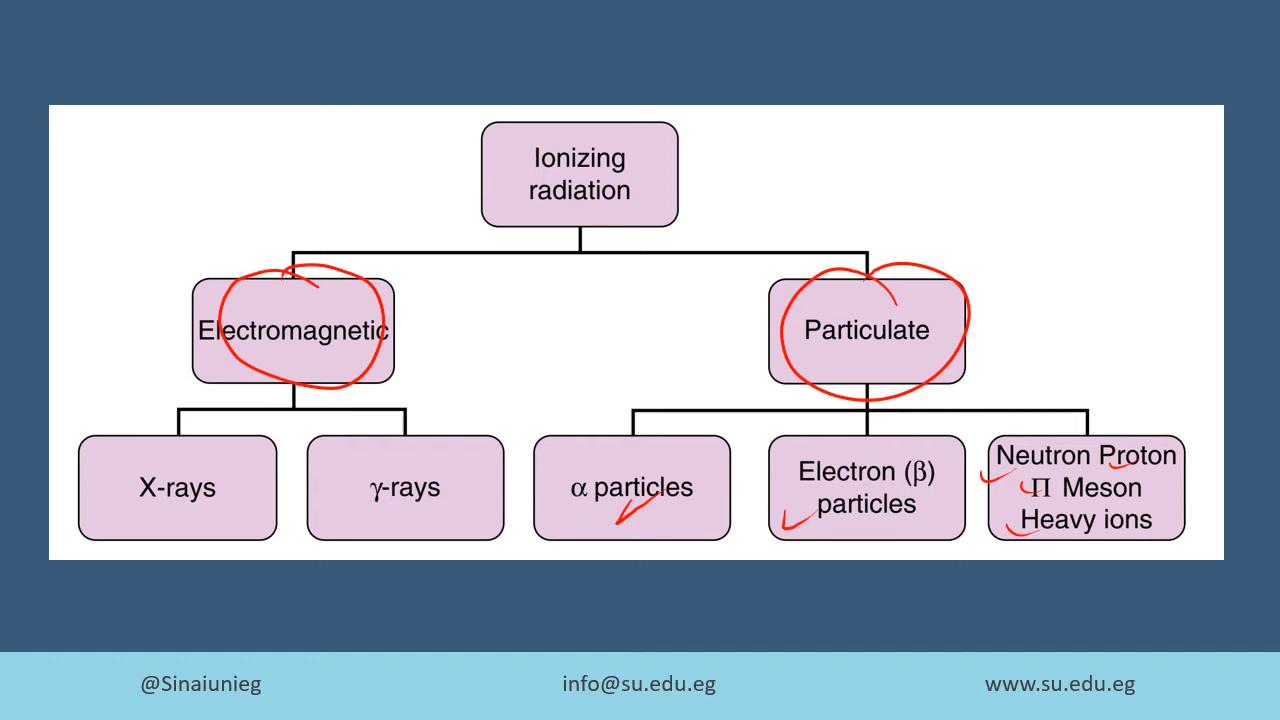 Ionizing
radiation
Electromagnetic
Particulate
X-rays
γ-rays
α particles
Electron (β)
particles
Neutron Proton
Π Meson
Heavy ions
@Sinaiunieg
info@su.edu.eg
www.su.edu.eg